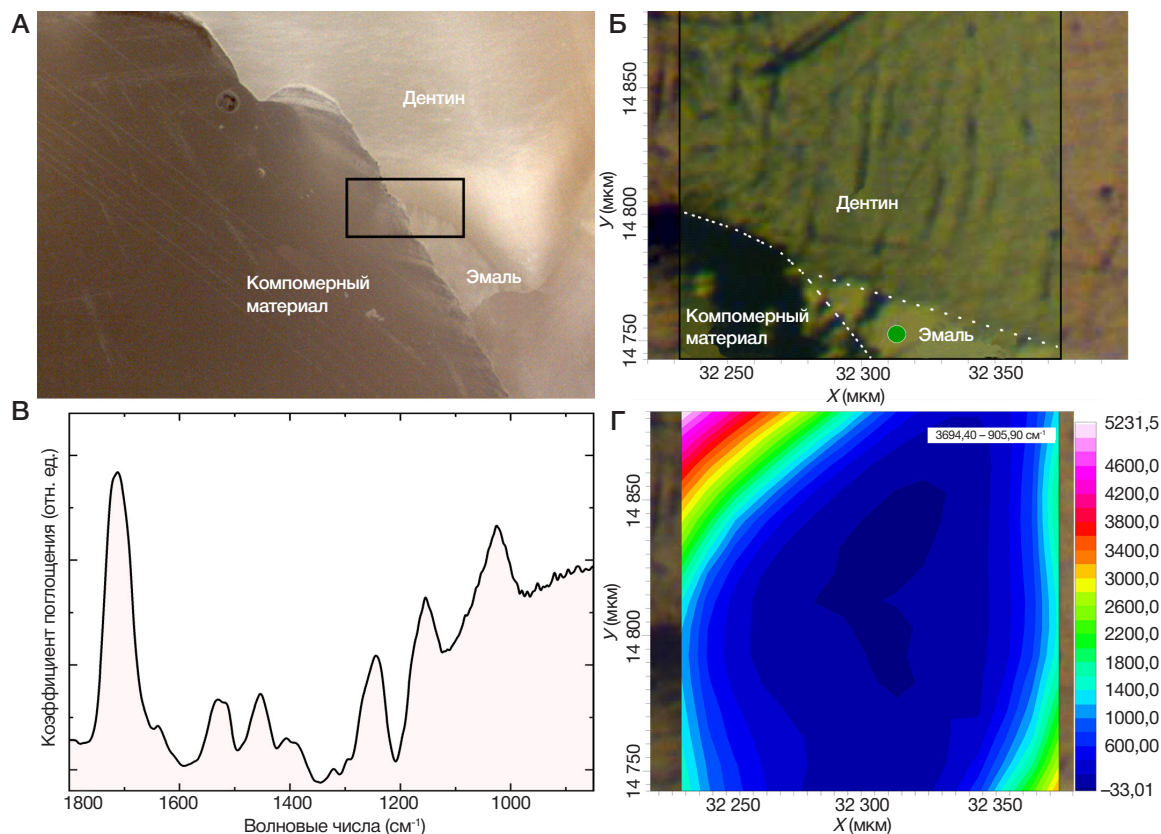 А
Дентин
Компомерный
материал
Эмаль
Б
Y (мкм)
14 850
14 800
14 750
Дентин
Компомерный
материал
Эмаль
32 250
32 310
32 350
X (мкм)
В
Коэффициент поглощения (отн. ед.)
1800
1600
1400
1200
1000
Волновые числа (см⁻¹)
Г
3694,40 – 905,90 см⁻¹
Y (мкм)
14 850
14 800
14 750
32 250
32 300
32 350
X (мкм)
5231,5
4600,0
4200,0
3800,0
3400,0
3000,0
2600,0
2200,0
1800,0
1400,0
1000,0
600,00
–33,01